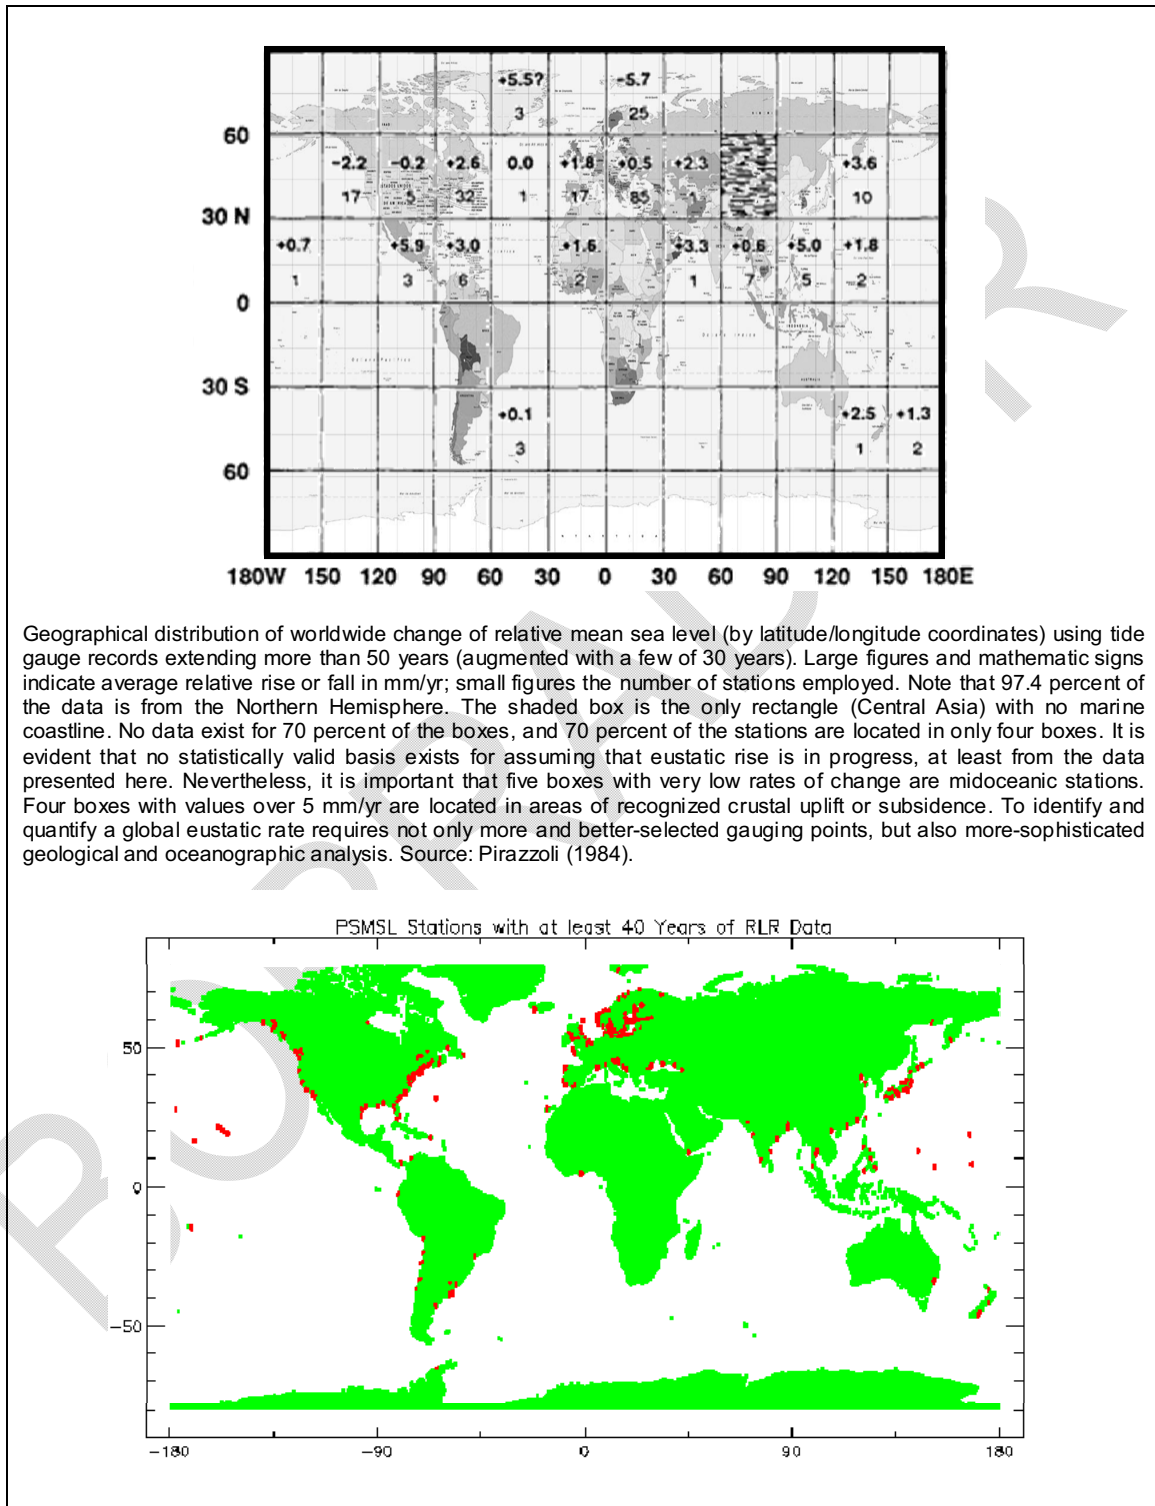 +5.5? -5.7
3 25
60
-2.2 -0.2 +2.6 0.0 +1.8 +0.5 +2.3 +3.6
17 5 32 1 17 85 1 10
30 N
+0.7 +5.9 +3.0 +1.6 +3.3 +0.6 +5.0 +1.8
1 3 6 2 1 7 5 2
0
30 S
+0.1 +2.5 +1.3
3 1 2
60
180W 150 120 90 60 30 0 30 60 90 120 150 180E
Geographical distribution of worldwide change of relative mean sea level (by latitude/longitude coordinates) using tide
gauge records extending more than 50 years (augmented with a few of 30 years). Large figures and mathematic signs
indicate average relative rise or fall in mm/yr; small figures the number of stations employed. Note that 97.4 percent of
the data is from the Northern Hemisphere. The shaded box is the only rectangle (Central Asia) with no marine
coastline. No data exist for 70 percent of the boxes, and 70 percent of the stations are located in only four boxes. It is
evident that no statistically valid basis exists for assuming that eustatic rise is in progress, at least from the data
presented here. Nevertheless, it is important that five boxes with very low rates of change are midoceanic stations.
Four boxes with values over 5 mm/yr are located in areas of recognized crustal uplift or subsidence. To identify and
quantify a global eustatic rate requires not only more and better-selected gauging points, but also more-sophisticated
geological and oceanographic analysis. Source: Pirazzoli (1984).
PSMSL Stations with at least 40 Years of RLR Data
50
0
-50
-180 -90 0 90 180